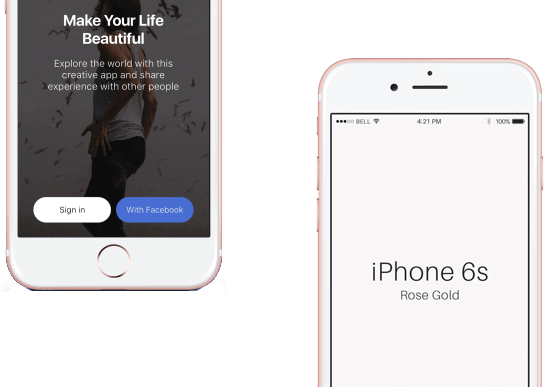 Make Your Life
Beautiful
Explore the world with this
creative app and share
experience with other people
Sign in
With Facebook
BELL
4:21 PM
100%
iPhone 6s
Rose Gold